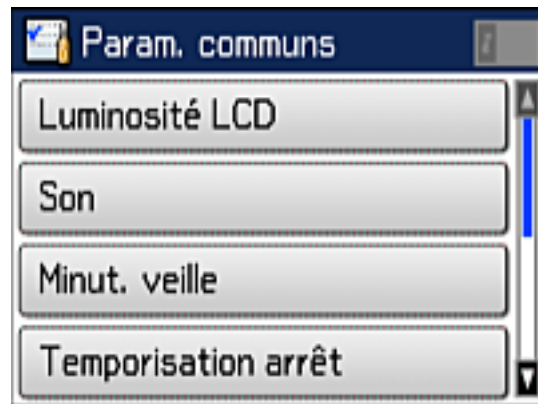 Param. communs
Luminosité LCD
Son
Minut. veille
Temporisation arrêt